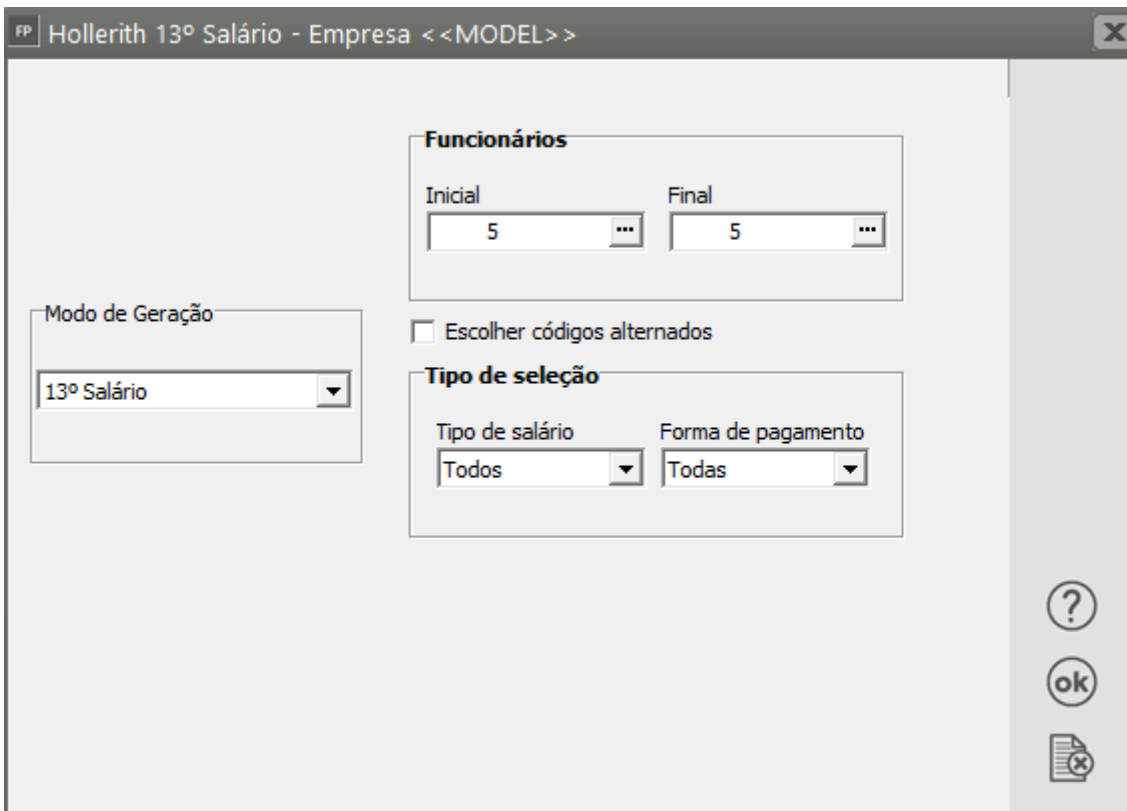 FP Hollerith 13º Salário - Empresa <<MODEL>>
Funcionários
Inicial Final
5 ... 5 ...
Modo de Geração
13º Salário
Escolher códigos alternados
Tipo de seleção
Tipo de salário Forma de pagamento
Todos Todas
?
ok